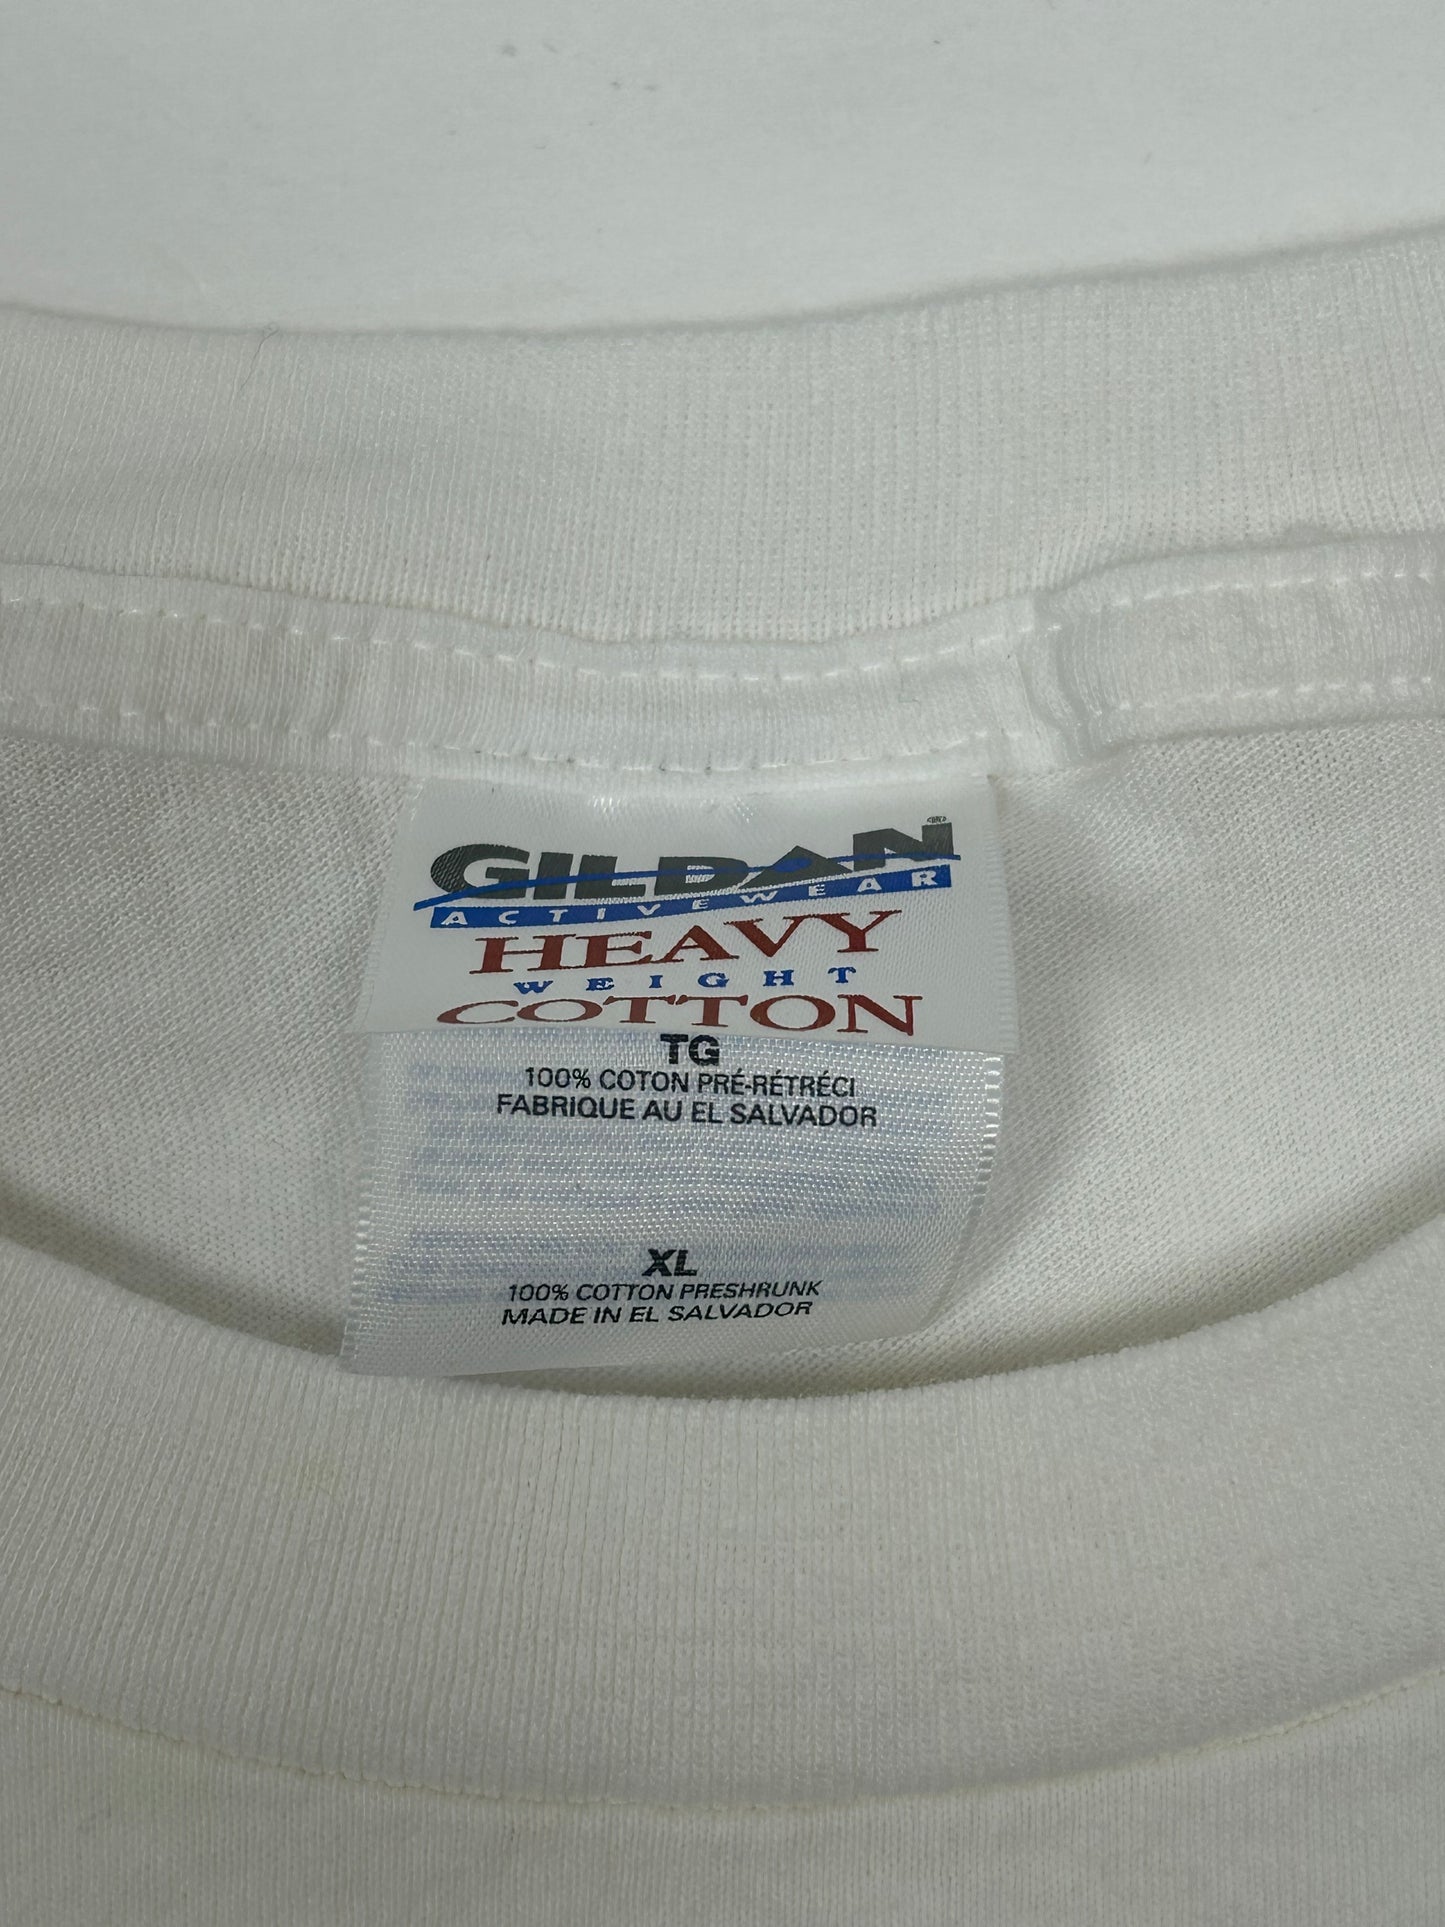 GILDAN
ACTIVEWEAR
HEAVY
WEIGHT
COTTON
TG
100% COTON PRÉ-RÉTRÉCI
FABRIQUE AU EL SALVADOR
XL
100% COTTON PRESHRUNK
MADE IN EL SALVADOR